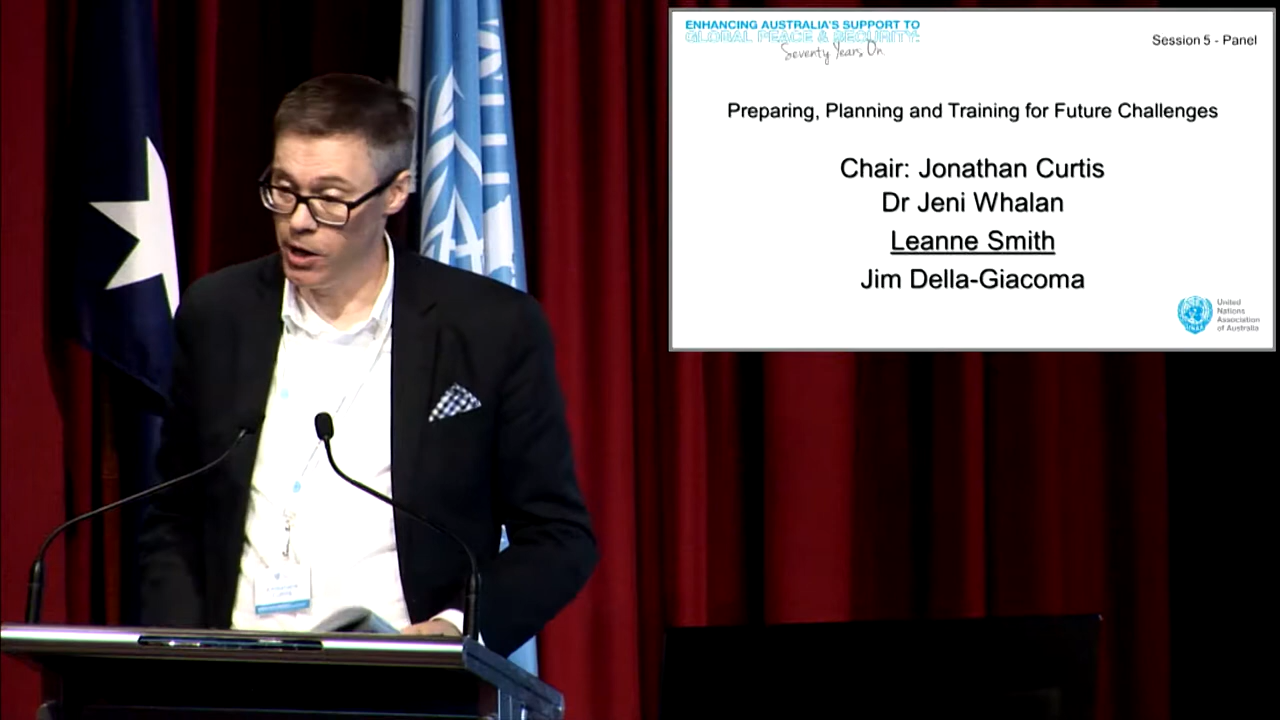 ENHANCING AUSTRALIA'S SUPPORT TO
GLOBAL PEACE & SECURITY:
Seventy Years On.
Session 5 - Panel
Preparing, Planning and Training for Future Challenges
Chair: Jonathan Curtis
Dr Jeni Whalan
Leanne Smith
Jim Della-Giacoma
United
Nations
Association
of Australia